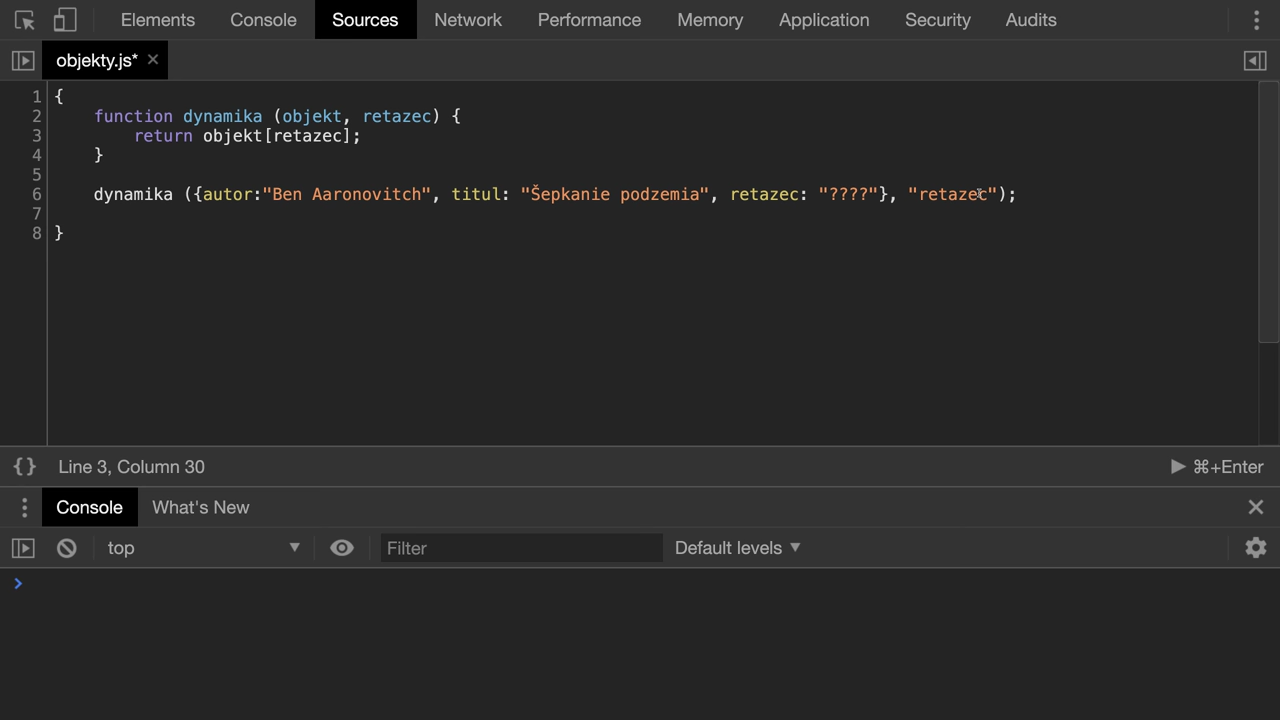 Elements Console Sources Network Performance Memory Application Security Audits
objekty.js* ×
1 {
2 function dynamika (objekt, retazec) {
3 return objekt[retazec];
4 }
5
6 dynamika ({autor:"Ben Aaronovitch", titul: "Šepkanie podzemia", retazec: "????"}, "retazec");
7
8 }
{} Line 3, Column 30 ⌘+Enter
Console What's New
top Filter Default levels